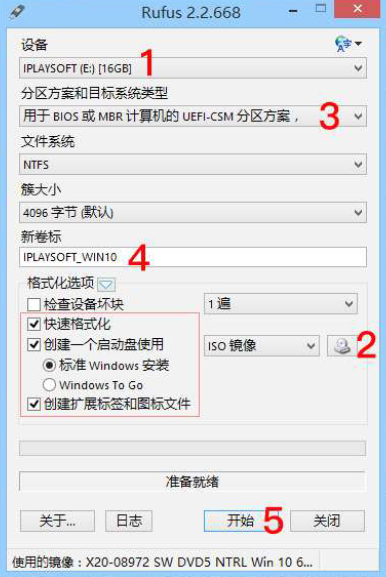 Rufus 2.2.668
设备
IPLAYSOFT (E:) [16GB] 1
分区方案和目标系统类型
用于 BIOS 或 MBR 计算机的 UEFI-CSM 分区方案， 3
文件系统
NTFS
簇大小
4096 字节 (默认)
新卷标
IPLAYSOFT_WIN10 4
格式化选项
检查设备坏块 1 遍
快速格式化
创建一个启动盘使用 ISO 镜像 2
标准 Windows 安装
Windows To Go
创建扩展标签和图标文件
准备就绪
关于... 日志 开始 5 关闭
使用的镜像：X20-08972 SW DVD5 NTRL Win 10 6...